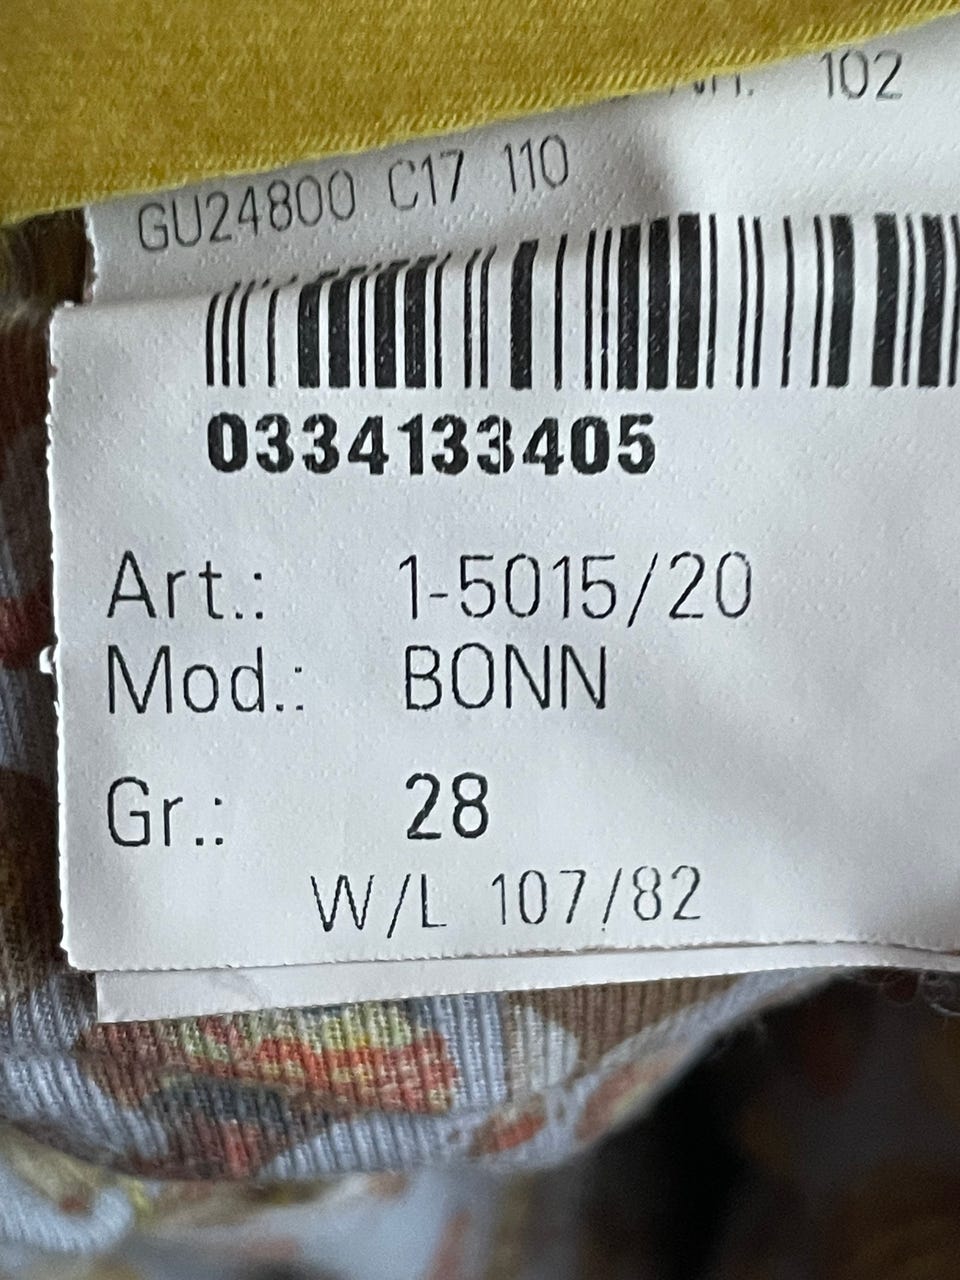 102
GU24800 C17 110
0334133405
Art.: 1-5015/20
Mod.: BONN
Gr.: 28
W/L 107/82